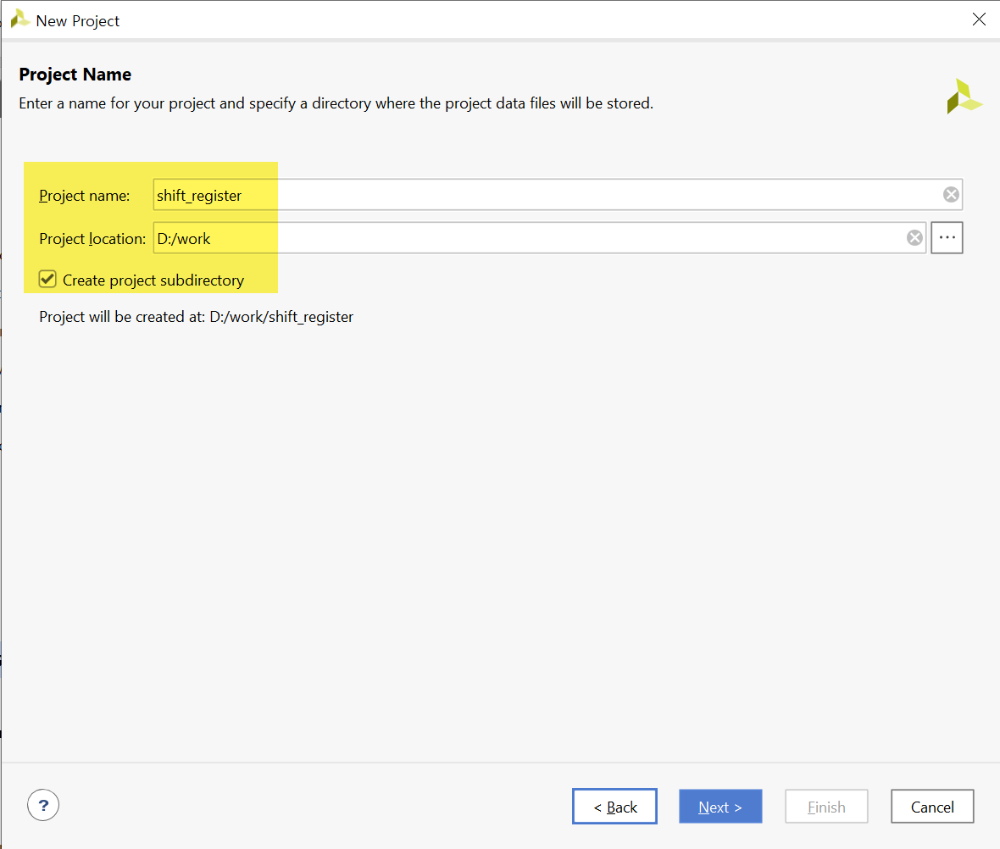 New Project
Project Name
Enter a name for your project and specify a directory where the project data files will be stored.
Project name: shift_register
Project location: D:/work ···
Create project subdirectory
Project will be created at: D:/work/shift_register
? < Back Next > Finish Cancel